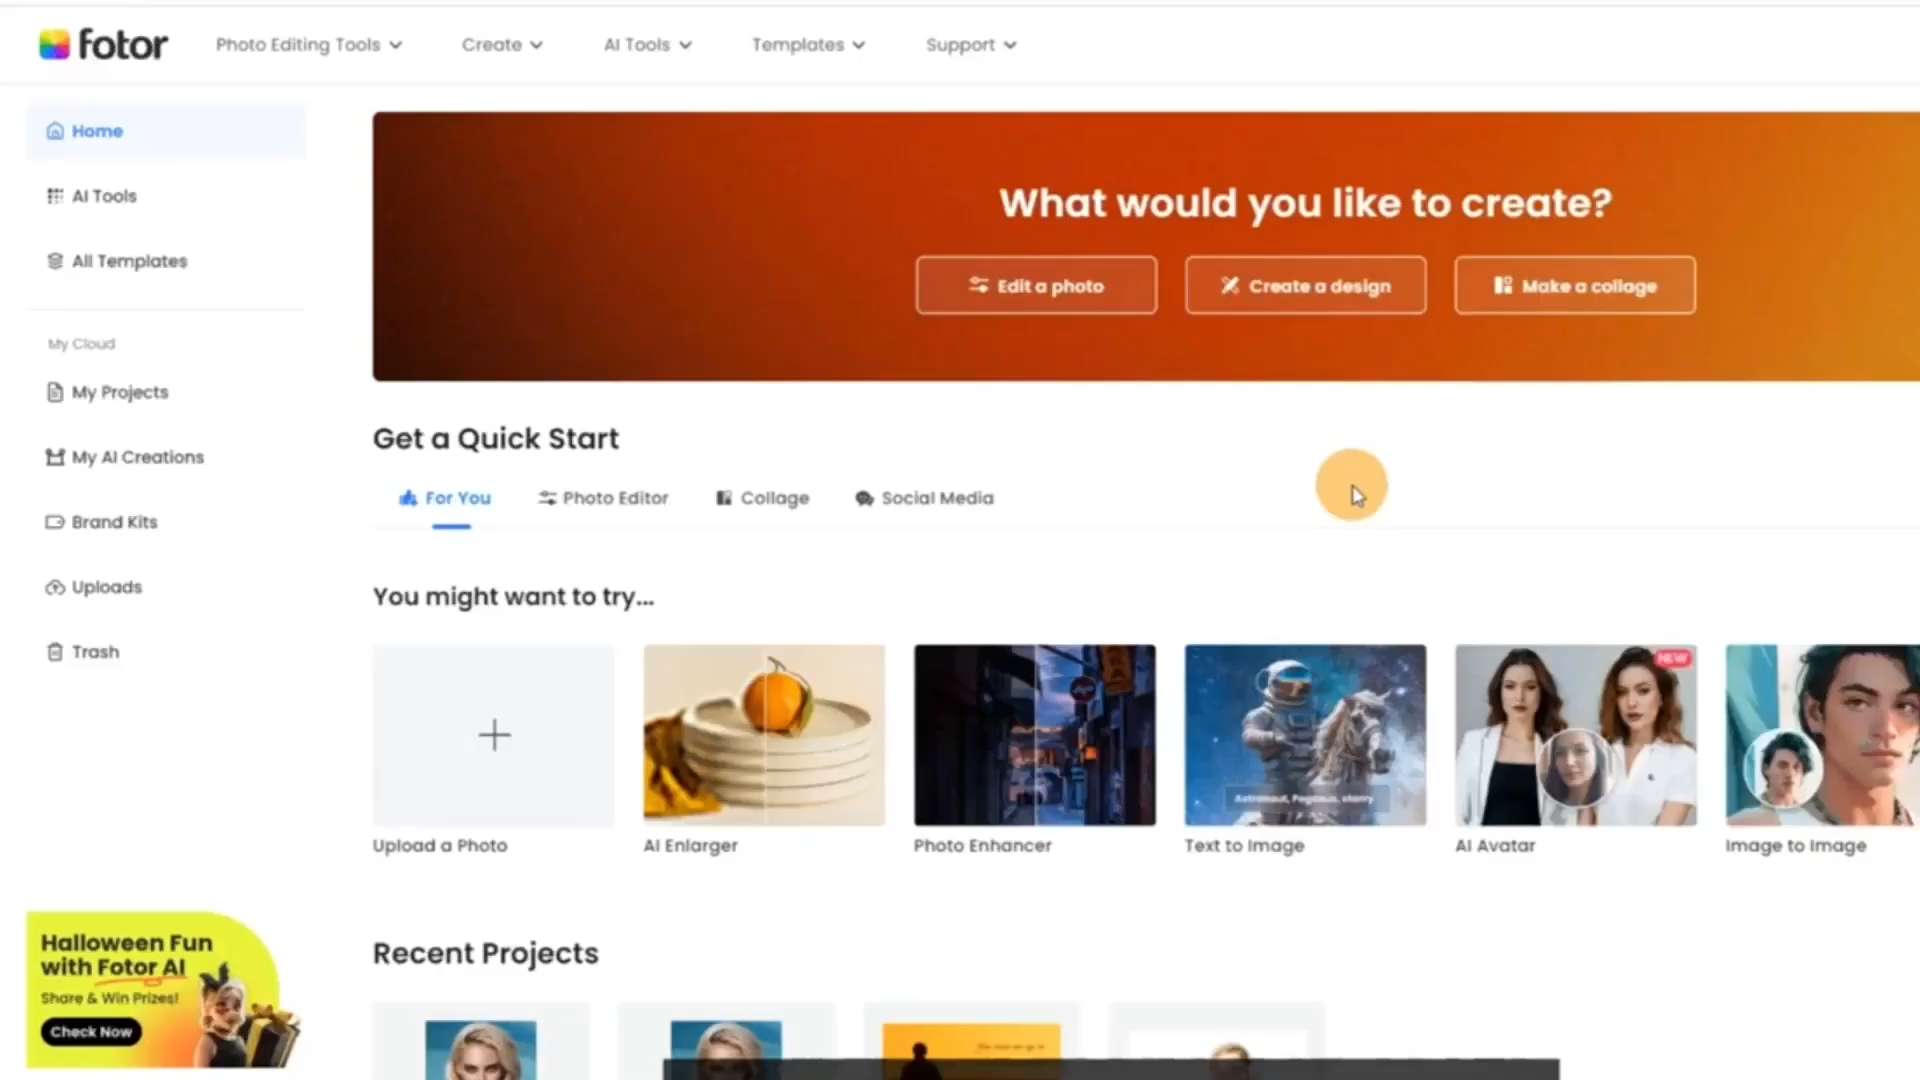 fotor
Photo Editing Tools
Create
AI Tools
Templates
Support
Home
AI Tools
All Templates
My Cloud
My Projects
My AI Creations
Brand Kits
Uploads
Trash
What would you like to create?
Edit a photo
Create a design
Make a collage
Get a Quick Start
For You
Photo Editor
Collage
Social Media
You might want to try...
NEW
Astronaut, Pegasus, starry
Upload a Photo
AI Enlarger
Photo Enhancer
Text to Image
AI Avatar
Image to Image
Halloween Fun
with Fotor AI
Share & Win Prizes!
Check Now
Recent Projects